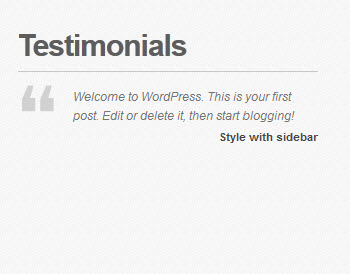 Testimonials
Welcome to WordPress. This is your first
post. Edit or delete it, then start blogging!
Style with sidebar